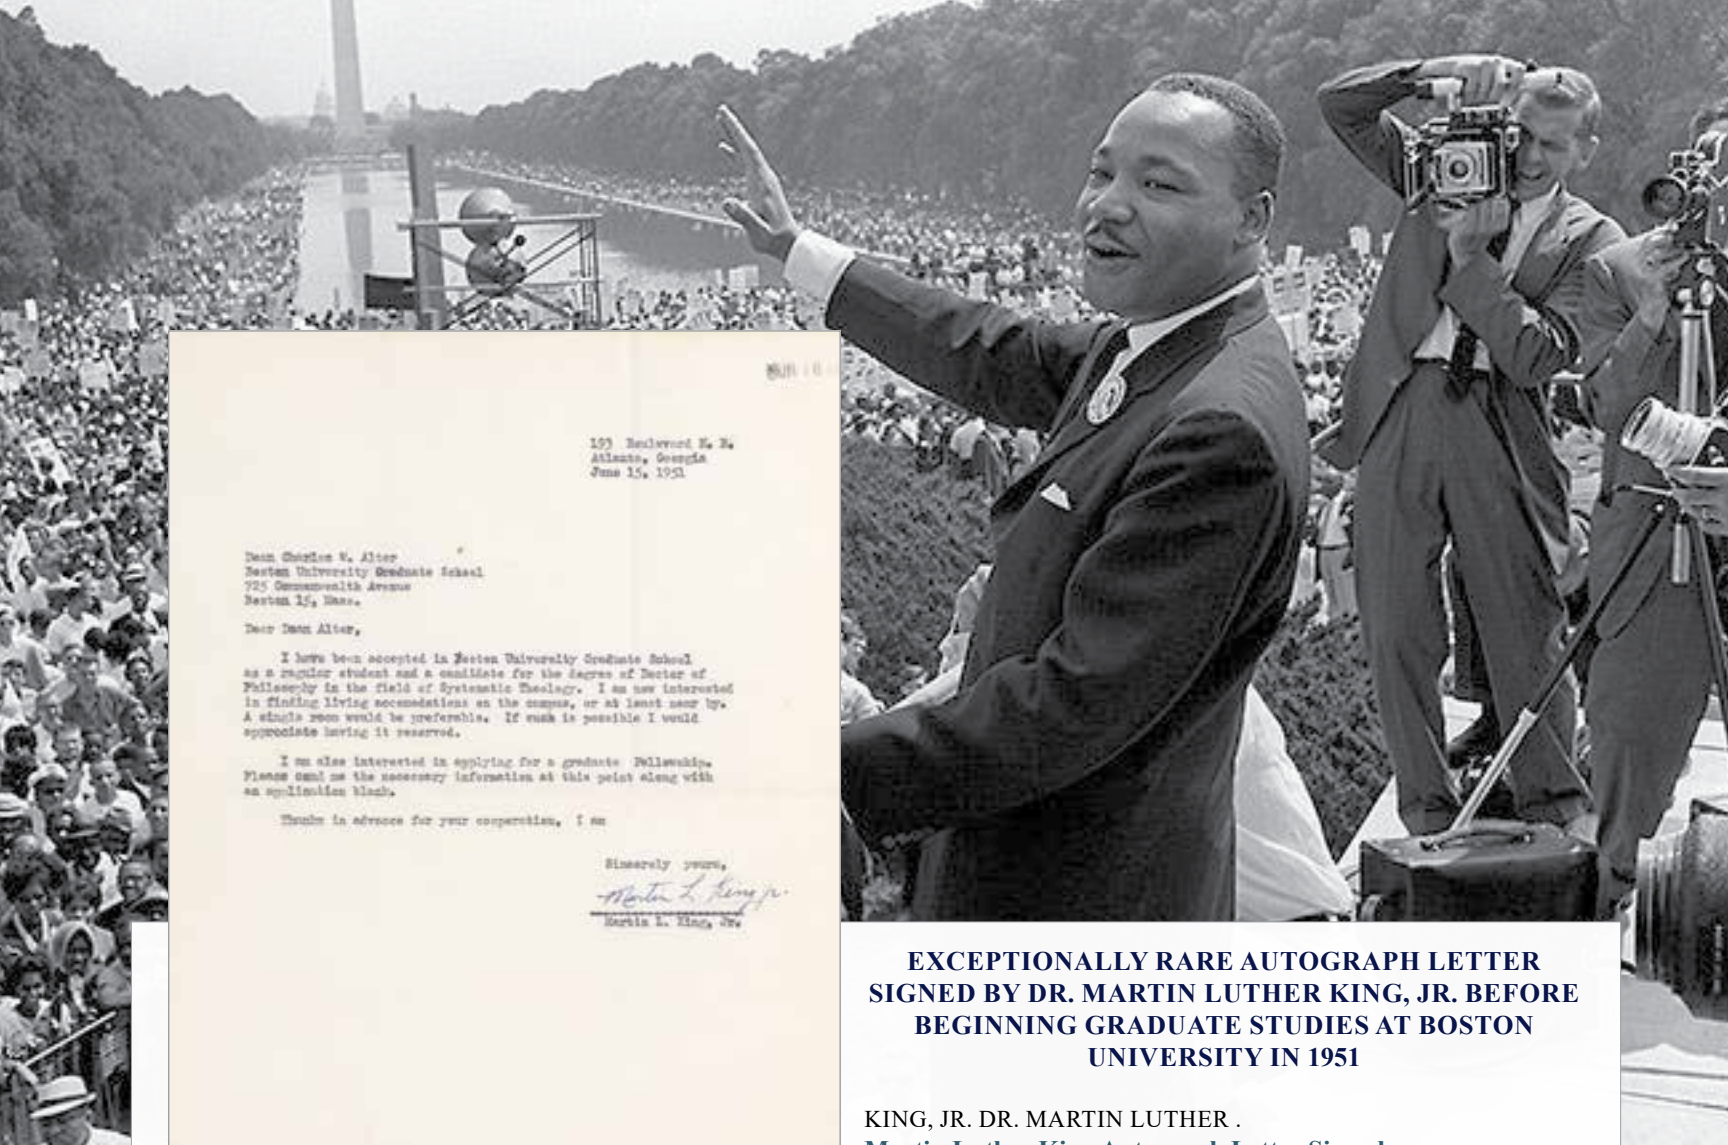 193 Boulevard N. E.
Atlanta, Georgia
June 15, 1951
Dean Charles W. Alter
Boston University Graduate School
725 Commonwealth Avenue
Boston 15, Mass.
Dear Dean Alter,
I have been accepted in Boston University Graduate School
as a regular student and a candidate for the degree of Doctor of
Philosophy in the field of Systematic Theology. I am now interested
in finding living accomodations on the campus, or at least near by.
A single room would be preferable. If such is possible I would
appreciate having it reserved.
I am also interested in applying for a graduate Fellowship.
Please send me the necessary information at this point along with
an application blank.
Thanks in advance for your cooperation, I am
Sincerely yours,
Martin L. King, Jr.
Martin L. King, Jr.
EXCEPTIONALLY RARE AUTOGRAPH LETTER
SIGNED BY DR. MARTIN LUTHER KING, JR. BEFORE
BEGINNING GRADUATE STUDIES AT BOSTON
UNIVERSITY IN 1951
KING, JR. DR. MARTIN LUTHER .
Martin Luther King Autograph Letter Signed